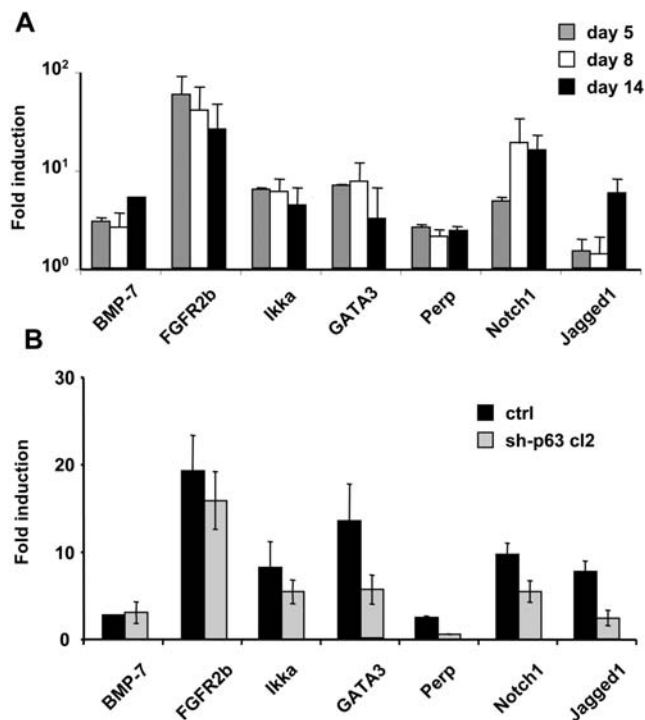 A
day 5
day 8
day 14
Fold induction
10²
10¹
10⁰
BMP-7
FGFR2b
Ikka
GATA3
Perp
Notch1
Jagged1
B
ctrl
sh-p63 cl2
Fold induction
30
20
10
0
BMP-7
FGFR2b
Ikka
GATA3
Perp
Notch1
Jagged1